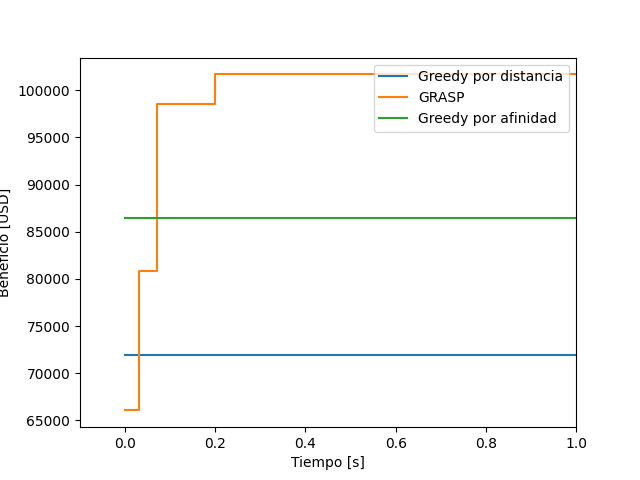 Greedy por distancia
GRASP
Greedy por afinidad
100000
95000
90000
85000
80000
75000
70000
65000
Beneficio [USD]
0.0 0.2 0.4 0.6 0.8 1.0
Tiempo [s]